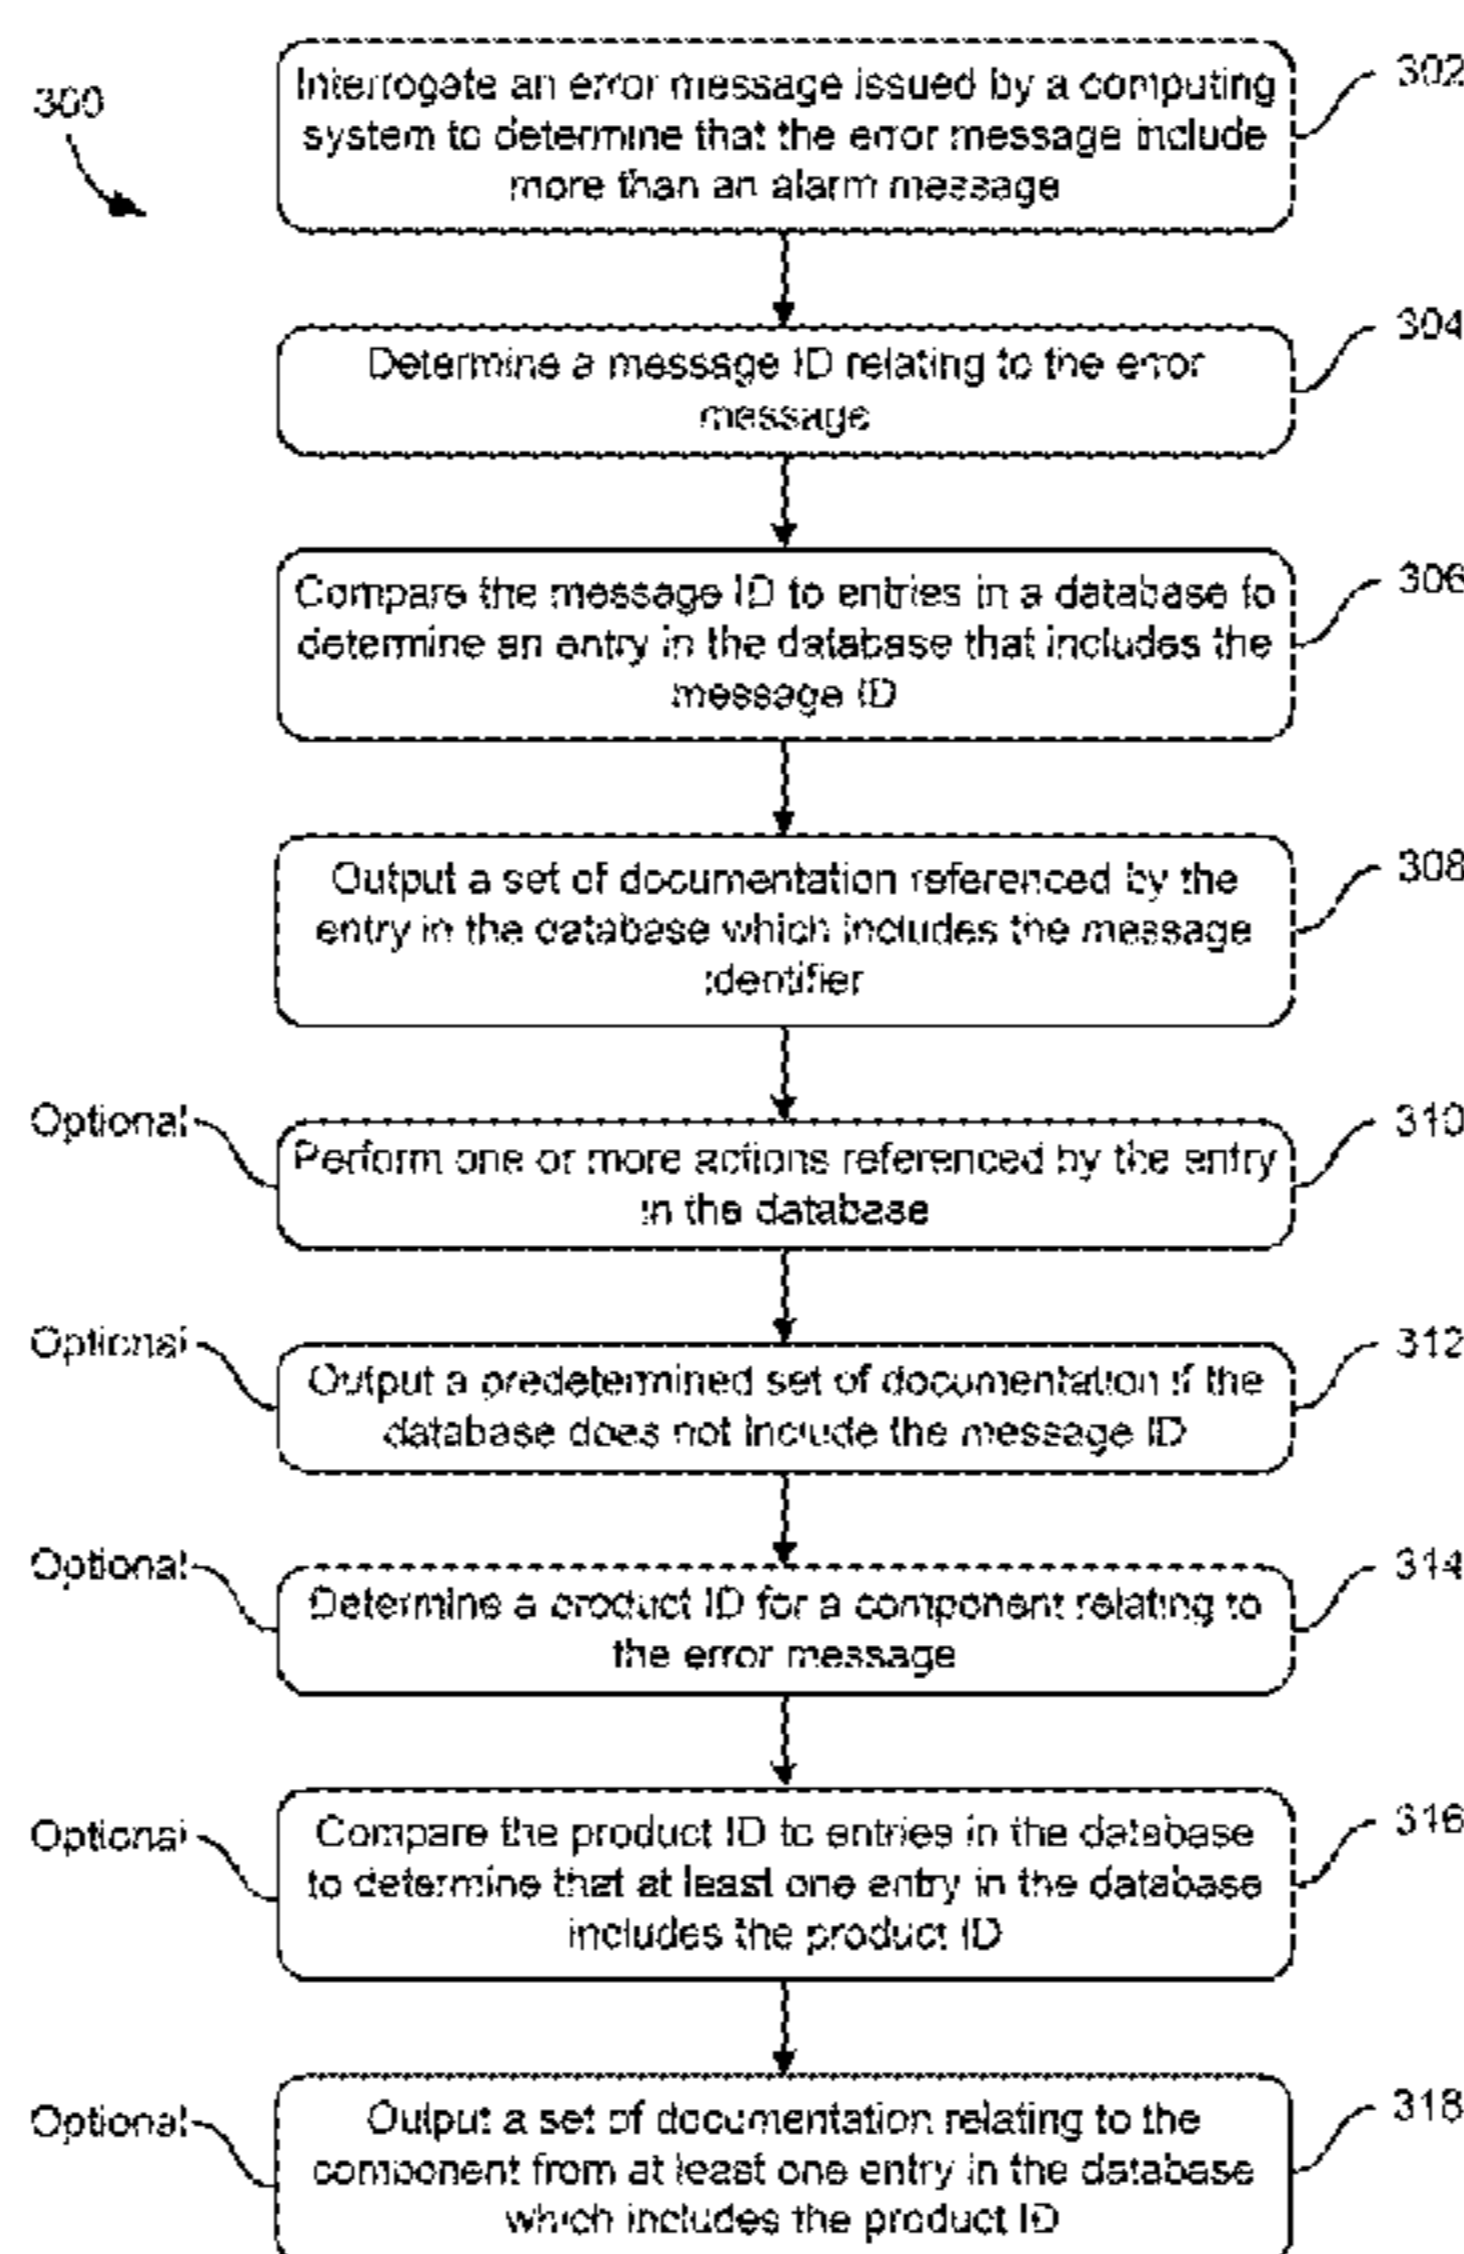 300
Interrogate an error message issued by a computing
system to determine that the error message include
more than an alarm message
302
Determine a message ID relating to the error
message
304
Compare the message ID to entries in a database to
determine an entry in the database that includes the
message ID
306
Output a set of documentation referenced by the
entry in the database which includes the message
identifier
308
Optional
Perform one or more actions referenced by the entry
in the database
310
Optional
Output a predetermined set of documentation if the
database does not include the message ID
312
Optional
Determine a product ID for a component relating to
the error message
314
Optional
Compare the product ID to entries in the database
to determine that at least one entry in the database
includes the product ID
316
Optional
Output a set of documentation relating to the
component from at least one entry in the database
which includes the product ID
318